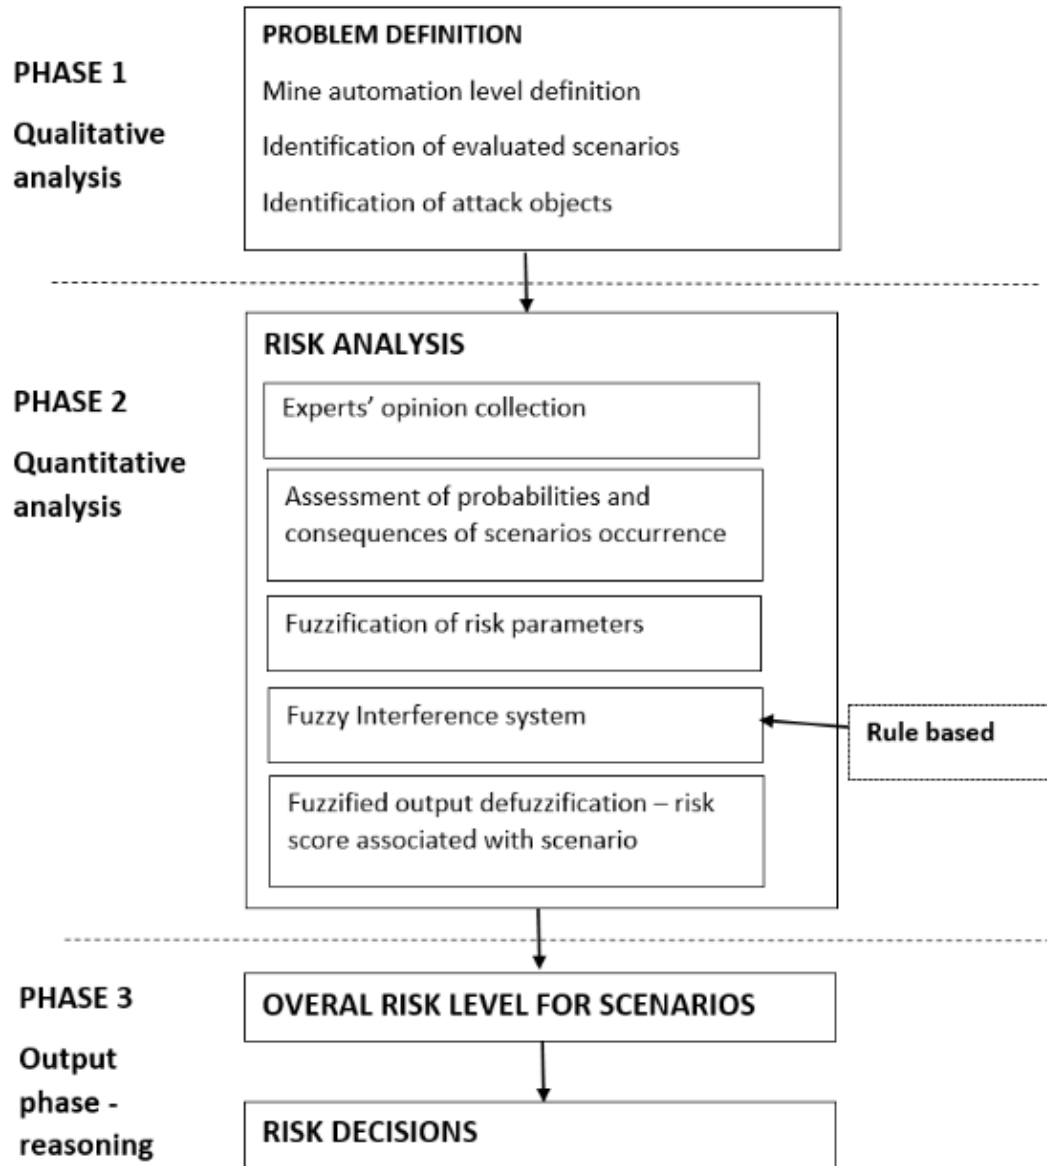 PHASE 1
Qualitative
analysis
PROBLEM DEFINITION
Mine automation level definition
Identification of evaluated scenarios
Identification of attack objects
PHASE 2
Quantitative
analysis
RISK ANALYSIS
Experts' opinion collection
Assessment of probabilities and
consequences of scenarios occurrence
Fuzzification of risk parameters
Fuzzy Interference system
Rule based
Fuzzified output defuzzification – risk
score associated with scenario
PHASE 3
Output
phase -
reasoning
OVERAL RISK LEVEL FOR SCENARIOS
RISK DECISIONS